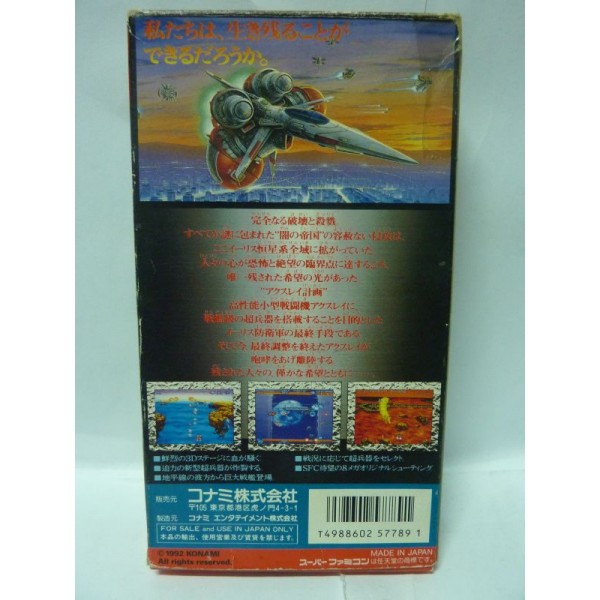 私たちは、生き残ることが
できるだろうか。
完全なる破壊と殺戮。
すべてが謎に包まれた“闇の帝国”の容赦ない侵略は、
イーリス恒星系全域に拡がっていた
人々の心が恐怖と絶望の臨界点に達するころ
唯一残された希望の光があった
“アクスレイ計画”
高性能小型戦闘機アクスレイに、
の超兵器を搭載することを目的とした
イーリス防衛軍の最終手段である
最終調整を終えたアクスレイが
咆哮をあげ離陸する
残された人々の、僅かな希望とともに……
■鮮烈の3Dステージに血が騒ぐ
■迫力の新型超兵器が炸裂する
■地平線の彼方から巨大戦艦登場
■戦況に応じて超兵器をセレクト
■SFC待望の8メガオリジナルシューティング
販売元 コナミ株式会社
〒105 東京都港区虎ノ門4-3-1
製造元 コナミ エンタテイメント株式会社
FOR SALE and USE IN JAPAN ONLY
本品の輸出、使用営業及び賃貸を禁じます。
T4988602 57789 1
©1992 KONAMI
All rights reserved.
MADE IN JAPAN
スーパーファミコンは任天堂の商標です。